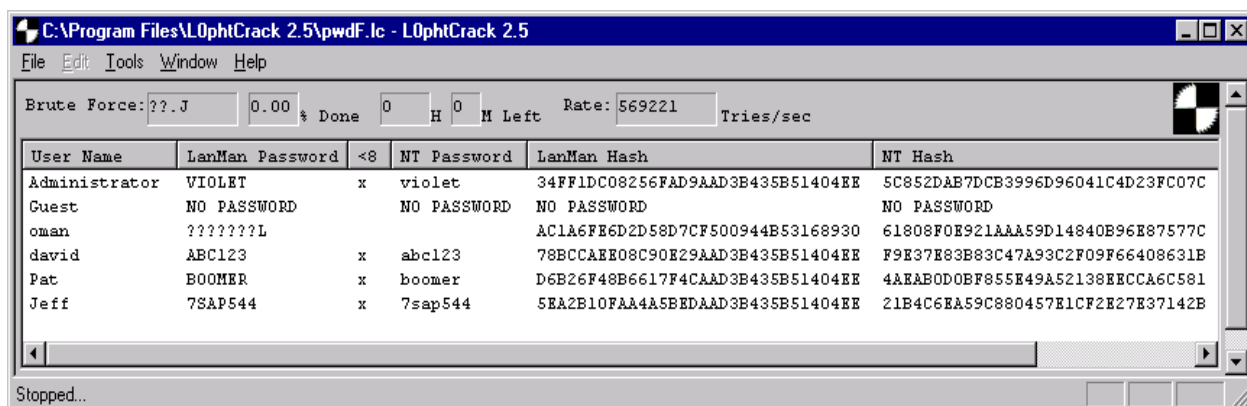 C:\Program Files\L0phtCrack 2.5\pwdF.lc - L0phtCrack 2.5
File Edit Tools Window Help
Brute Force: ??.J 0.00 % Done 0 H 0 M Left Rate: 569221 Tries/sec
User Name LanMan Password <8 NT Password LanMan Hash NT Hash
Administrator VIOLET x violet 34FF1DC08256FAD9AAD3B435B51404EE 5C852DAB7DCB3996D96041C4D23FC07C
Guest NO PASSWORD NO PASSWORD NO PASSWORD NO PASSWORD
oman ???????L AC1A6FE6D2D58D7CF500944B53168930 61808F0E921AAA59D14840B96E87577C
david ABC123 x abc123 78BCCAEE08C90E29AAD3B435B51404EE F9E37E83B83C47A93C2F09F66408631B
Pat BOOMER x boomer D6B26F48B6617F4CAAD3B435B51404EE 4AEAB0D0BF855E49A52138EECCA6C581
Jeff 7SAP544 x 7sap544 5EA2B10FAA4A5BEDAAD3B435B51404EE 21B4C6EA59C880457E1CF2E27E37142B
Stopped...